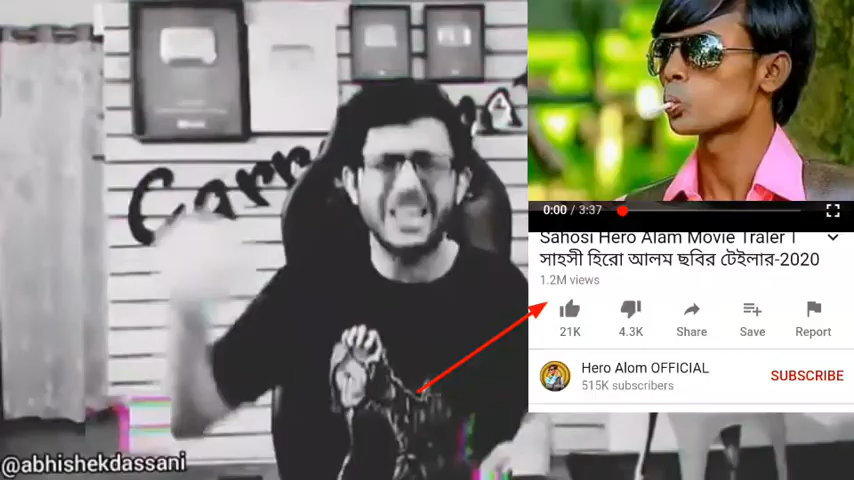 Carr
0:00 / 3:37
Sahosi Hero Alam Movie Traler |
সাহসী হিরো আলম ছবির টেইলার-2020
1.2M views
21K
4.3K
Share
Save
Report
Hero Alom OFFICIAL
515K subscribers
SUBSCRIBE
@abhishekdassani